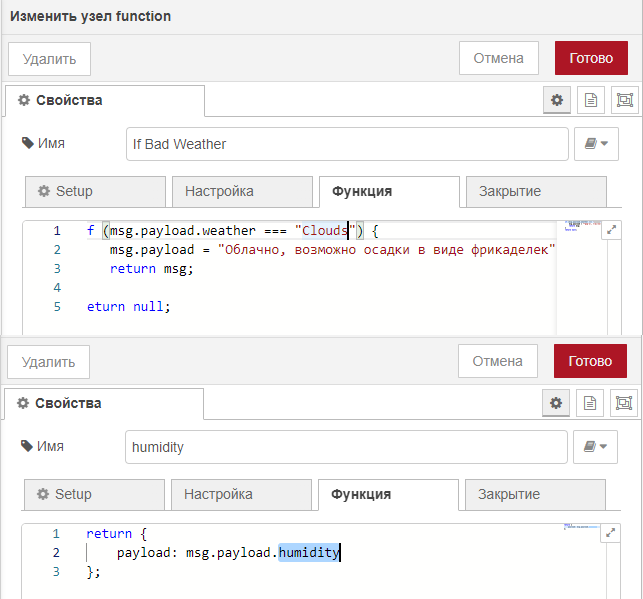 Изменить узел function
Удалить
Отмена
Готово
Свойства
Имя
If Bad Weather
Setup
Настройка
Функция
Закрытие
1 f (msg.payload.weather === "Clouds") {
2 msg.payload = "Облачно, возможно осадки в виде фрикаделек"
3 return msg;
4
5 eturn null;
Удалить
Отмена
Готово
Свойства
Имя
humidity
Setup
Настройка
Функция
Закрытие
1 return {
2 payload: msg.payload.humidity
3 };